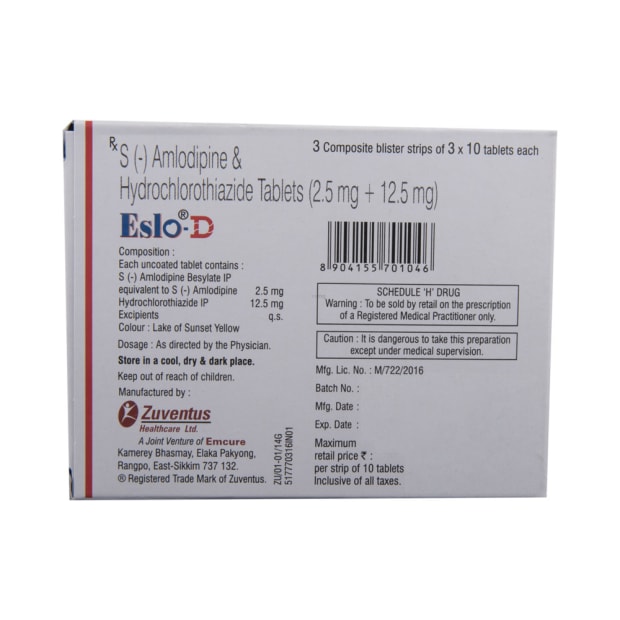 Rx S (-) Amlodipine &
Hydrochlorothiazide Tablets (2.5 mg + 12.5 mg)
Eslo®-D
3 Composite blister strips of 3 x 10 tablets each
Composition :
Each uncoated tablet contains :
S (-) Amlodipine Besylate IP
equivalent to S (-) Amlodipine 2.5 mg
Hydrochlorothiazide IP 12.5 mg
Excipients q.s.
Colour : Lake of Sunset Yellow
Dosage : As directed by the Physician.
Store in a cool, dry & dark place.
Keep out of reach of children.
Manufactured by :
Zuventus
Healthcare Ltd.
A Joint Venture of Emcure
Kamerey Bhasmay, Elaka Pakyong,
Rangpo, East-Sikkim 737 132.
® Registered Trade Mark of Zuventus.
ZU/01-01/14G
517770316IN01
8 904155 701046
SCHEDULE 'H' DRUG
Warning : To be sold by retail on the prescription
of a Registered Medical Practitioner only.
Caution : It is dangerous to take this preparation
except under medical supervision.
Mfg. Lic. No. : M/722/2016
Batch No. :
Mfg. Date :
Exp. Date :
Maximum
retail price ₹ :
per strip of 10 tablets
Inclusive of all taxes.